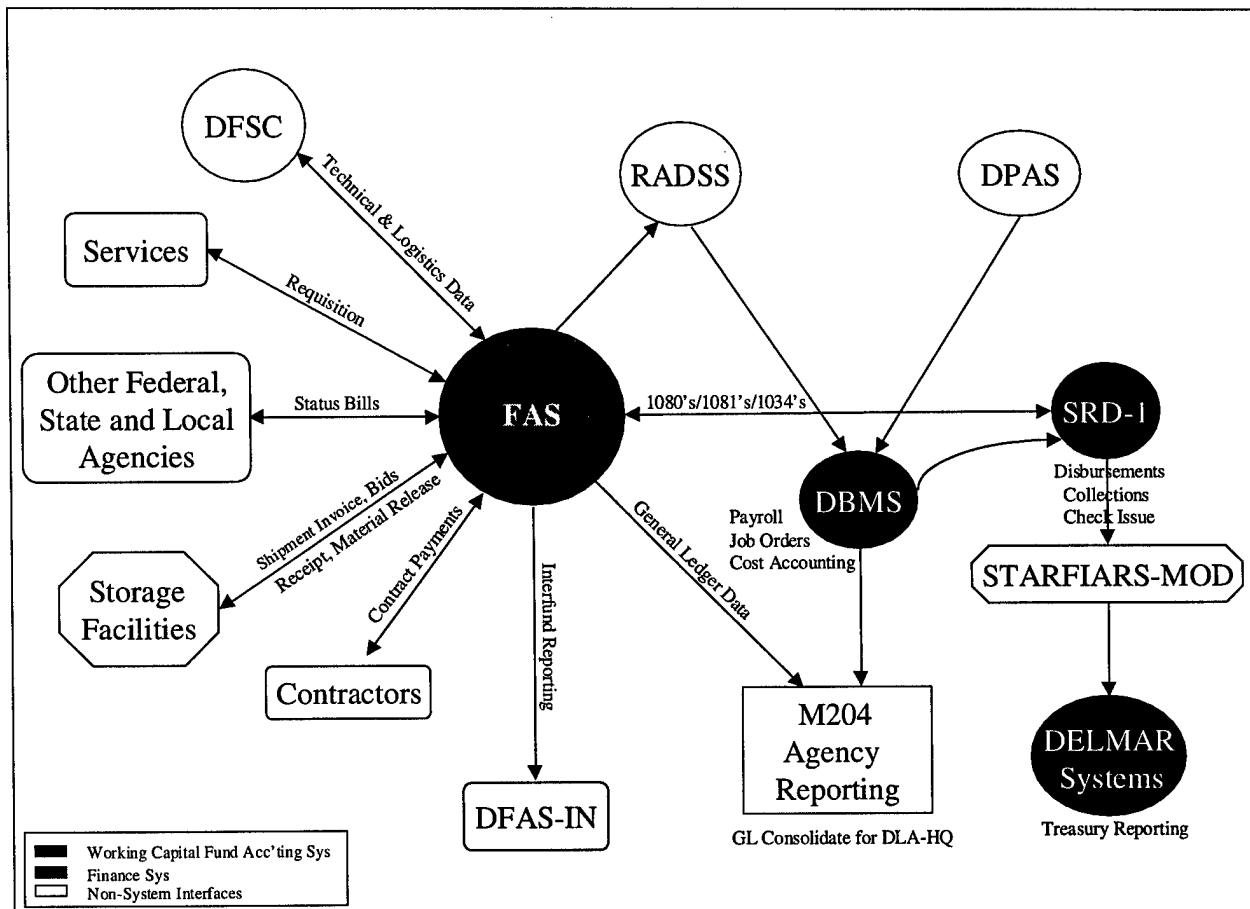 DFSC
RADSS
DPAS
Technical & Logistics Data
Services
Requisition
Other Federal,
State and Local
Agencies
Status Bills
FAS
1080's/1081's/1034's
SRD-1
Disbursements
Collections
Check Issue
DBMS
Payroll
Job Orders
Cost Accounting
Shipment Invoice, Bids
Receipt, Material Release
Storage
Facilities
Contract Payments
Contractors
Interfund Reporting
General Ledger Data
STARFIARS-MOD
M204
Agency
Reporting
GL Consolidate for DLA-HQ
DELMAR
Systems
Treasury Reporting
DFAS-IN
Working Capital Fund Acc'ting Sys
Finance Sys
Non-System Interfaces